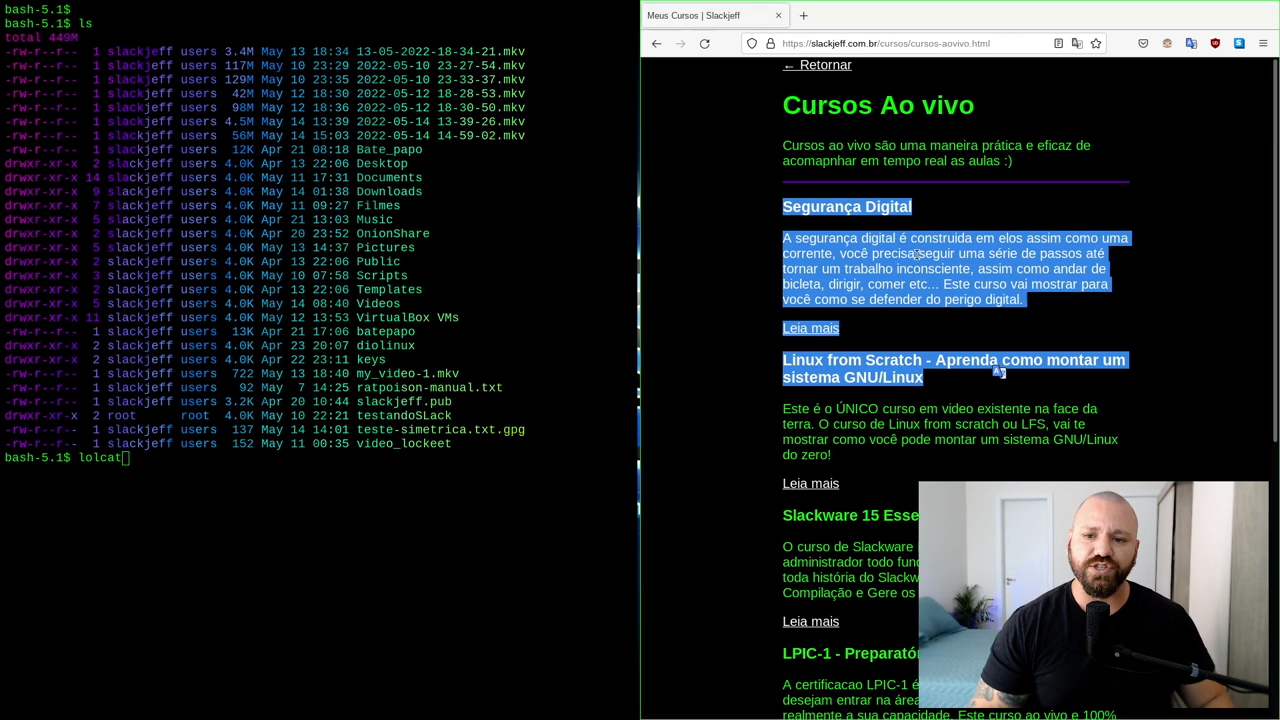 bash-5.1$
bash-5.1$ ls
total 449M
-rw-r--r-- 1 slackjeff users 3.4M May 13 18:34 13-05-2022-18-34-21.mkv
-rw-r--r-- 1 slackjeff users 117M May 10 23:29 2022-05-10 23-27-54.mkv
-rw-r--r-- 1 slackjeff users 129M May 10 23:35 2022-05-10 23-33-37.mkv
-rw-r--r-- 1 slackjeff users 42M May 12 18:30 2022-05-12 18-28-53.mkv
-rw-r--r-- 1 slackjeff users 98M May 12 18:36 2022-05-12 18-30-50.mkv
-rw-r--r-- 1 slackjeff users 4.5M May 14 13:39 2022-05-14 13-39-26.mkv
-rw-r--r-- 1 slackjeff users 56M May 14 15:03 2022-05-14 14-59-02.mkv
-rw-r--r-- 1 slackjeff users 12K Apr 21 08:18 Bate_papo
drwxr-xr-x 2 slackjeff users 4.0K Apr 13 22:06 Desktop
drwxr-xr-x 14 slackjeff users 4.0K May 11 17:31 Documents
drwxr-xr-x 9 slackjeff users 4.0K May 14 01:38 Downloads
drwxr-xr-x 7 slackjeff users 4.0K May 11 09:27 Filmes
drwxr-xr-x 5 slackjeff users 4.0K Apr 21 13:03 Music
drwxr-xr-x 2 slackjeff users 4.0K Apr 20 23:52 OnionShare
drwxr-xr-x 5 slackjeff users 4.0K May 13 14:37 Pictures
drwxr-xr-x 2 slackjeff users 4.0K Apr 13 22:06 Public
drwxr-xr-x 3 slackjeff users 4.0K May 10 07:58 Scripts
drwxr-xr-x 2 slackjeff users 4.0K Apr 13 22:06 Templates
drwxr-xr-x 5 slackjeff users 4.0K May 14 08:40 Videos
drwxr-xr-x 11 slackjeff users 4.0K May 12 13:53 VirtualBox VMs
-rw-r--r-- 1 slackjeff users 13K Apr 21 17:06 batepapo
drwxr-xr-x 2 slackjeff users 4.0K Apr 23 20:07 diolinux
drwxr-xr-x 2 slackjeff users 4.0K Apr 22 23:11 keys
-rw-r--r-- 1 slackjeff users 722 May 13 18:40 my_video-1.mkv
-rw-r--r-- 1 slackjeff users 92 May 7 14:25 ratpoison-manual.txt
-rw-r--r-- 1 slackjeff users 3.2K Apr 20 10:44 slackjeff.pub
drwxr-xr-x 2 root root 4.0K May 10 22:21 testandoSLack
-rw-r--r-- 1 slackjeff users 137 May 14 14:01 teste-simetrica.txt.gpg
-rw-r--r-- 1 slackjeff users 152 May 11 00:35 video_lockeet
bash-5.1$ lolcat
Meus Cursos | Slackjeff
https://slackjeff.com.br/cursos/cursos-aovivo.html
← Retornar
Cursos Ao vivo
Cursos ao vivo são uma maneira prática e eficaz de
acomapnhar em tempo real as aulas :)
Segurança Digital
A segurança digital é construida em elos assim como uma
corrente, você precisa seguir uma série de passos até
tornar um trabalho inconsciente, assim como andar de
bicleta, dirigir, comer etc... Este curso vai mostrar para
você como se defender do perigo digital.
Leia mais
Linux from Scratch - Aprenda como montar um
sistema GNU/Linux
Este é o ÚNICO curso em video existente na face da
terra. O curso de Linux from scratch ou LFS, vai te
mostrar como você pode montar um sistema GNU/Linux
do zero!
Leia mais
Slackware 15 Esse
O curso de Slackware
administrador todo fun
toda história do Slackw
Compilação e Gere os
Leia mais
LPIC-1 - Preparató
A certificacao LPIC-1 é
desejam entrar na área
realmente a sua capacidade. Este curso ao vivo e 100%